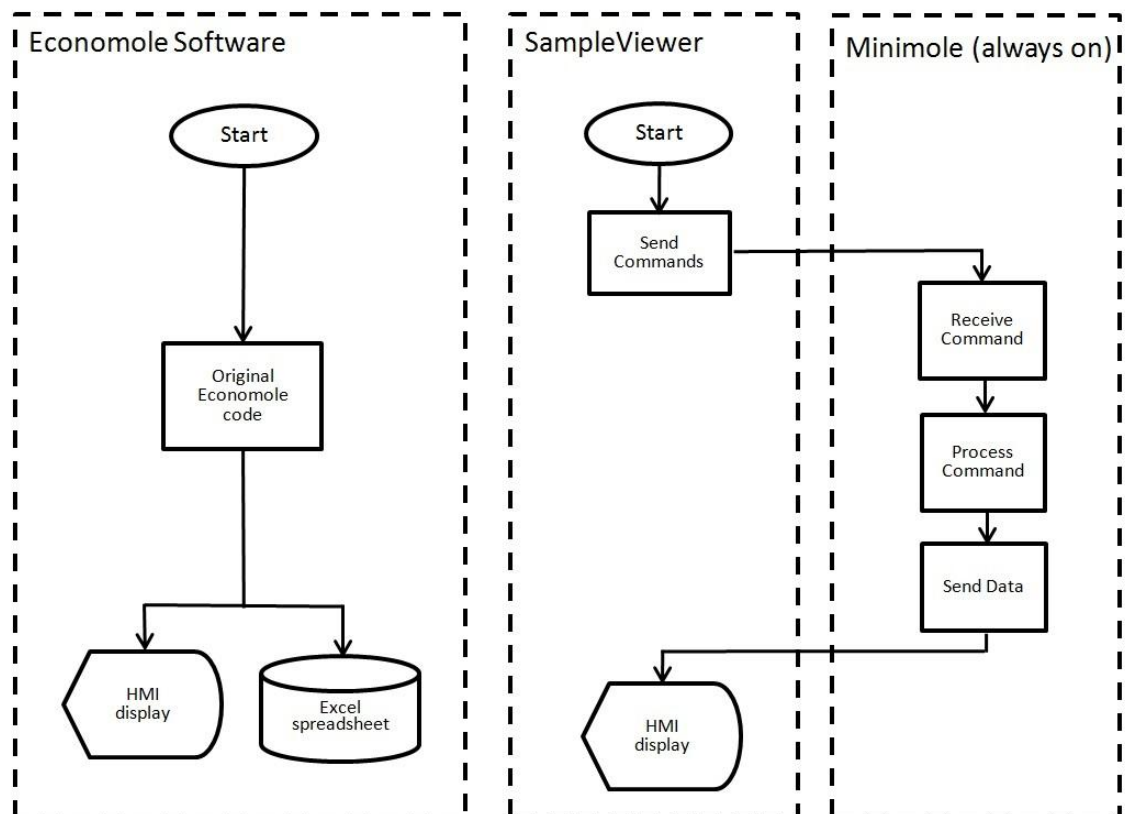 Economole Software
Start
Original
Economole
code
HMI
display
Excel
spreadsheet
SampleViewer
Start
Send
Commands
HMI
display
Minimole (always on)
Receive
Command
Process
Command
Send Data